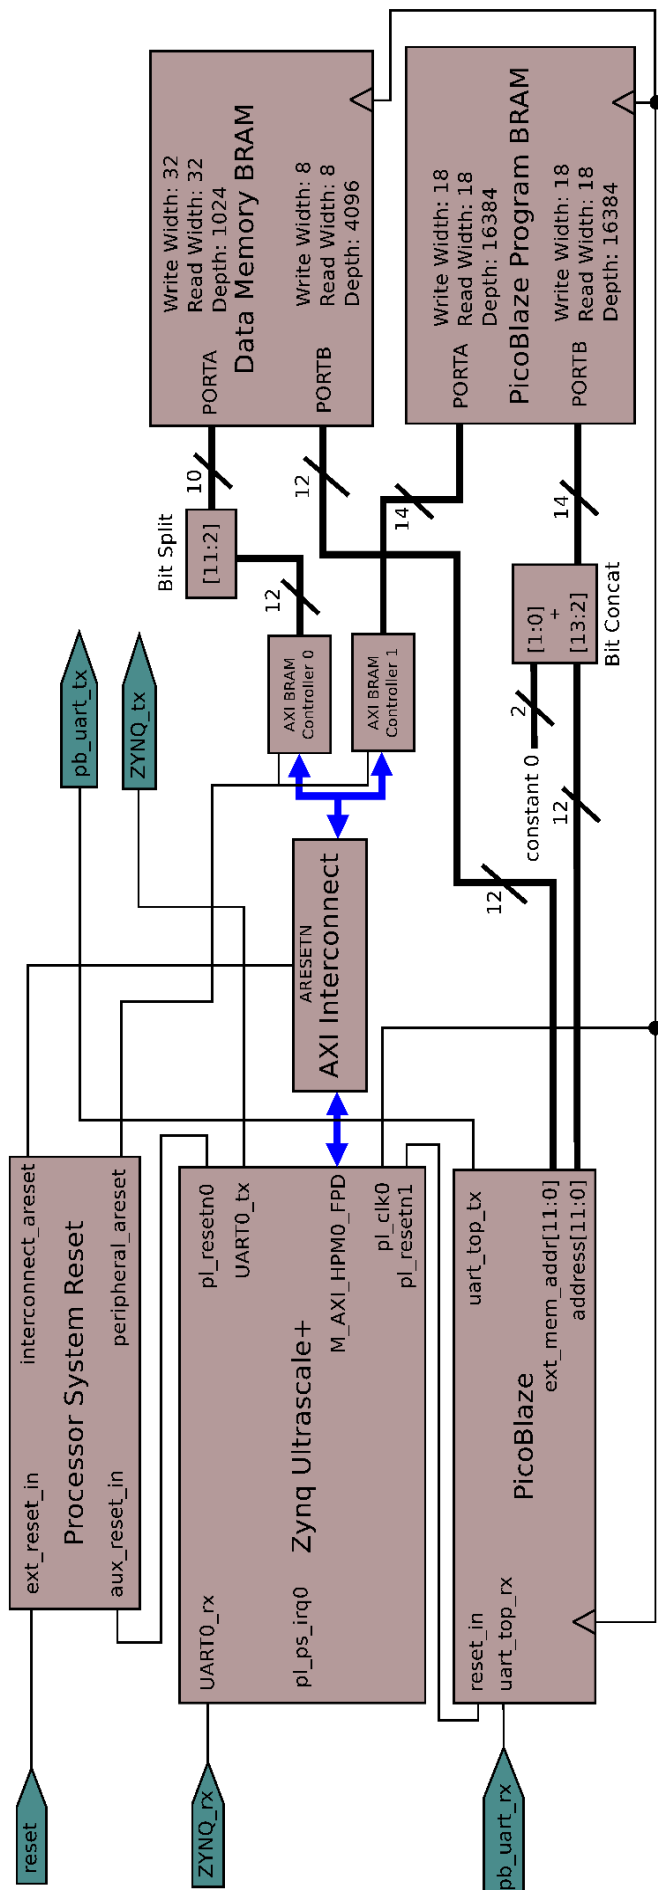 reset
ZYNQ_rx
pb_uart_rx
ext_reset_in
aux_reset_in
Processor System Reset
interconnect_areset
peripheral_areset
UART0_rx
pl_ps_irq0
Zynq Ultrascale+
pl_resetn0
UART0_tx
M_AXI_HPM0_FPD
pl_clk0
pl_resetn1
reset_in
uart_top_rx
PicoBlaze
uart_top_tx
ext_mem_addr[11:0]
address[11:0]
ARESETN
AXI Interconnect
pb_uart_tx
ZYNQ_tx
AXI BRAM
Controller 0
AXI BRAM
Controller 1
12
Bit Split
[11:2]
10
12
14
12
constant 0
2
12
[1:0]
+
[13:2]
Bit Concat
14
PORTA
Write Width: 32
Read Width: 32
Depth: 1024
Data Memory BRAM
PORTB
Write Width: 8
Read Width: 8
Depth: 4096
PORTA
Write Width: 18
Read Width: 18
Depth: 16384
PicoBlaze Program BRAM
PORTB
Write Width: 18
Read Width: 18
Depth: 16384